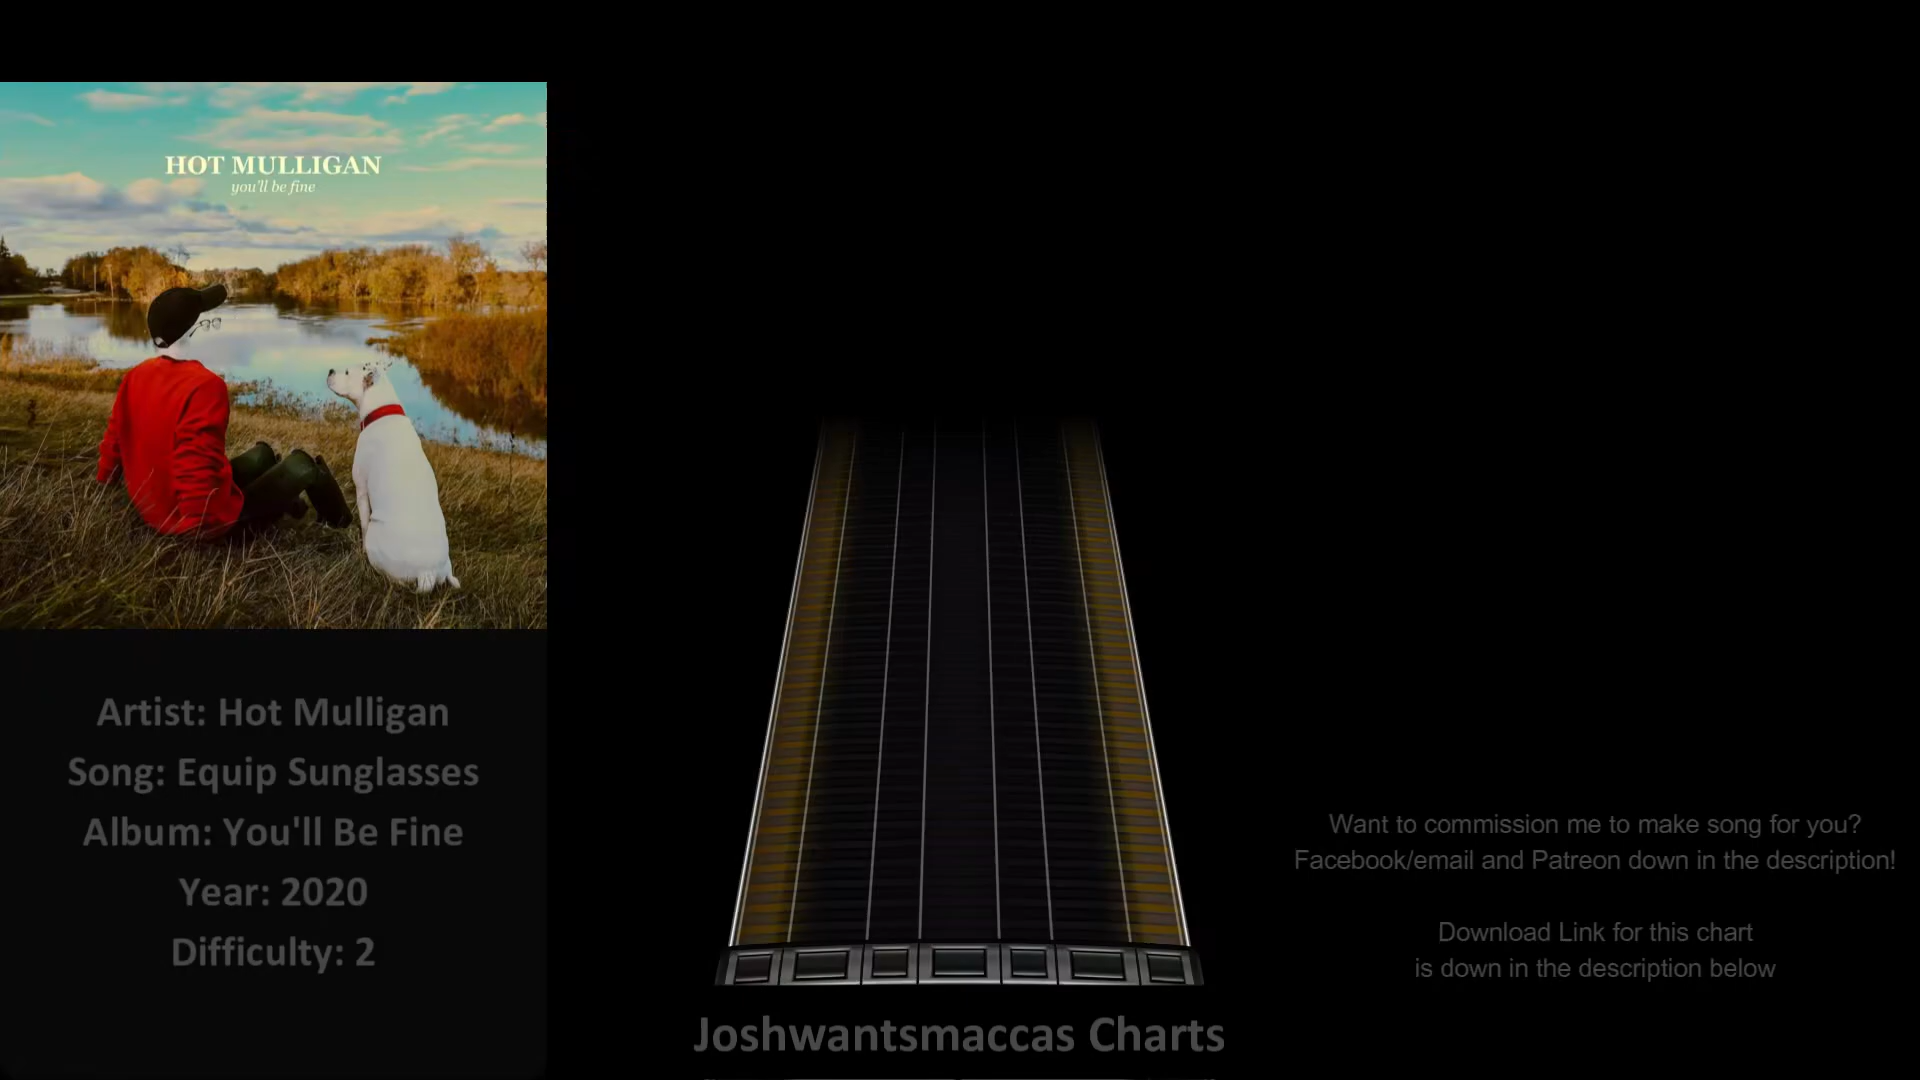 HOT MULLIGAN
you'll be fine
Artist: Hot Mulligan
Song: Equip Sunglasses
Album: You'll Be Fine
Year: 2020
Difficulty: 2
Want to commission me to make song for you?
Facebook/email and Patreon down in the description!
Download Link for this chart
is down in the description below
Joshwantsmaccas Charts